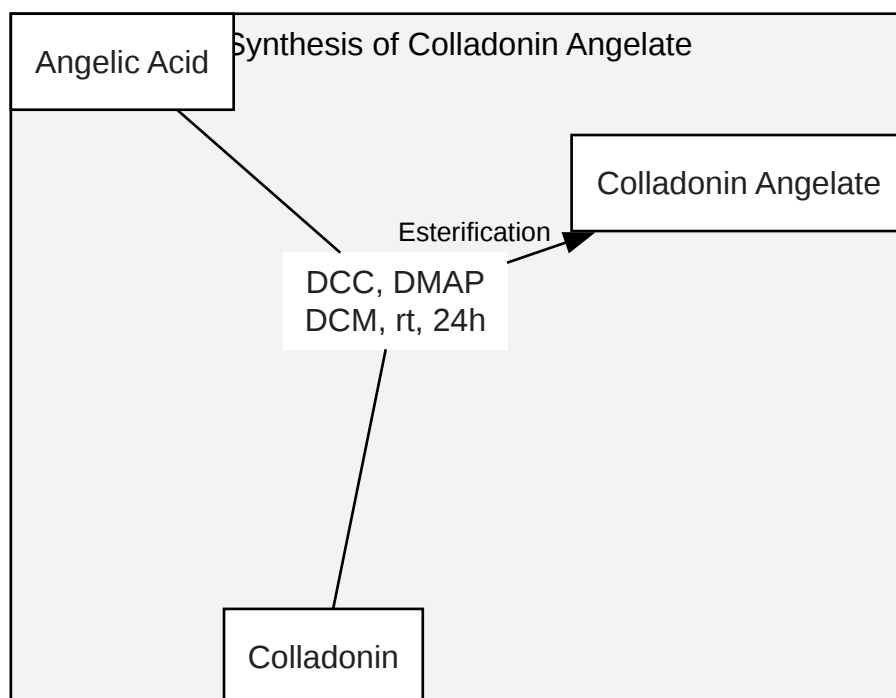 Synthesis of Colladonin Angelate
Angelic Acid
Colladonin Angelate
Esterification
DCC, DMAP
DCM, rt, 24h
Colladonin